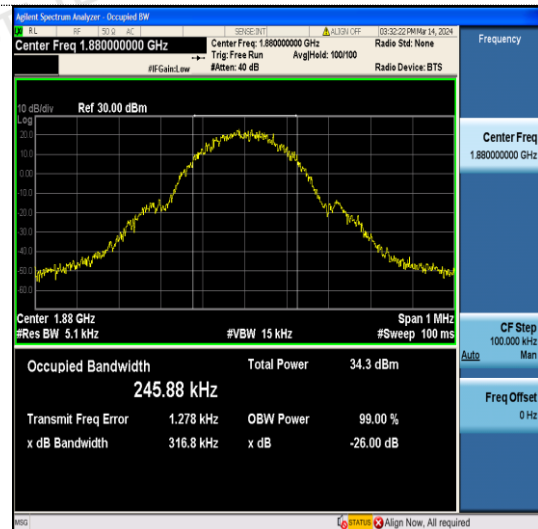 Agilent Spectrum Analyzer - Occupied BW
RL RF 50 Ω AC SENSE:INT ALIGN OFF 03:32:22 PM Mar 14, 2024
Center Freq 1.880000000 GHz
Center Freq: 1.880000000 GHz Radio Std: None
Trig: Free Run Avg|Hold: 100/100
#IFGain:Low #Atten: 40 dB Radio Device: BTS
10 dB/div Ref 30.00 dBm
Log
20.0
10.0
0.00
-10.0
-20.0
-30.0
-40.0
-50.0
-60.0
Center 1.88 GHz Span 1 MHz
#Res BW 5.1 kHz #VBW 15 kHz #Sweep 100 ms
Occupied Bandwidth Total Power 34.3 dBm
245.88 kHz
Transmit Freq Error 1.278 kHz OBW Power 99.00 %
x dB Bandwidth 316.8 kHz x dB -26.00 dB
MSG STATUS Align Now, All required
Frequency
Center Freq
1.880000000 GHz
CF Step
100.000 kHz
Auto Man
Freq Offset
0 Hz